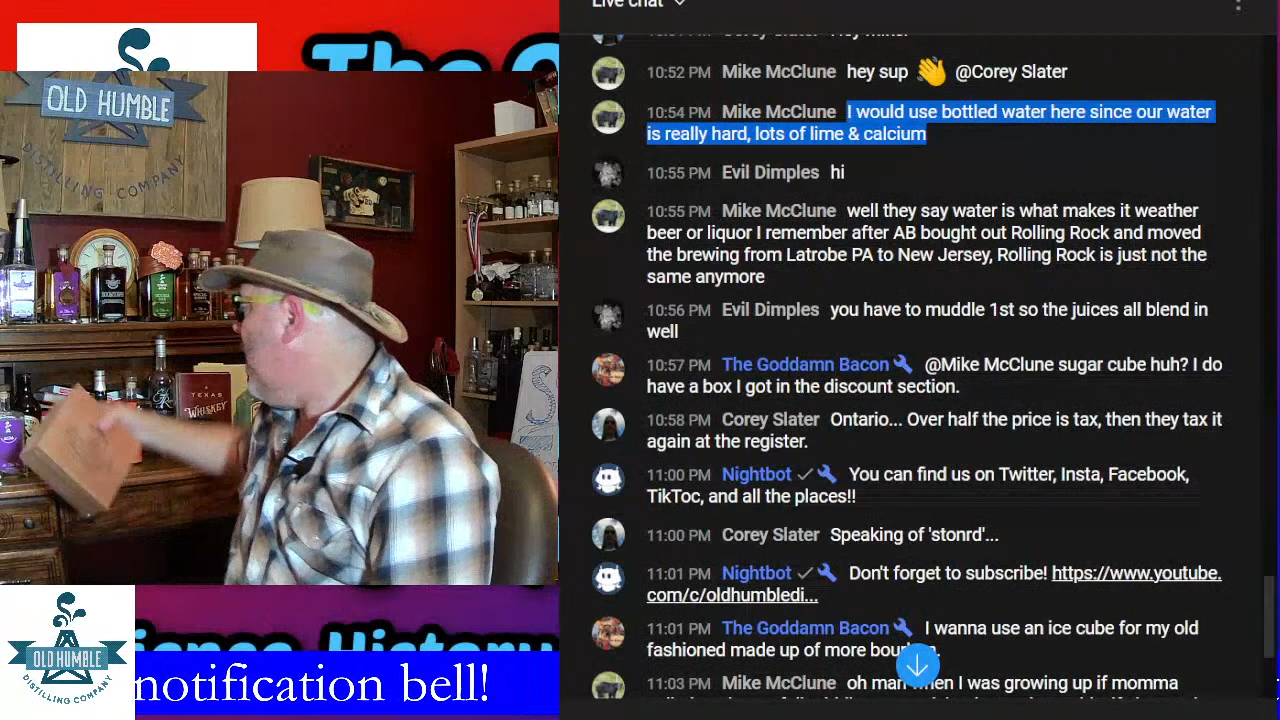 The
OLD HUMBLE
DISTILLING COMPANY
TEXAS
WHISKEY
OLD HUMBLE
DISTILLING COMPANY
notification bell!
Live chat
10:52 PM Mike McClune hey sup 👋 @Corey Slater
10:54 PM Mike McClune I would use bottled water here since our water
is really hard, lots of lime & calcium
10:55 PM Evil Dimples hi
10:55 PM Mike McClune well they say water is what makes it weather
beer or liquor I remember after AB bought out Rolling Rock and moved
the brewing from Latrobe PA to New Jersey, Rolling Rock is just not the
same anymore
10:56 PM Evil Dimples you have to muddle 1st so the juices all blend in
well
10:57 PM The Goddamn Bacon @Mike McClune sugar cube huh? I do
have a box I got in the discount section.
10:58 PM Corey Slater Ontario... Over half the price is tax, then they tax it
again at the register.
11:00 PM Nightbot You can find us on Twitter, Insta, Facebook,
TikToc, and all the places!!
11:00 PM Corey Slater Speaking of 'stonrd'...
11:01 PM Nightbot Don't forget to subscribe! https://www.youtube.
com/c/oldhumbledi...
11:01 PM The Goddamn Bacon I wanna use an ice cube for my old
fashioned made up of more
11:03 PM Mike McClune oh man when I was growing up if momma